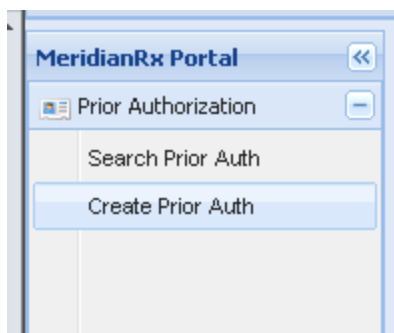 MeridianRx Portal
Prior Authorization
Search Prior Auth
Create Prior Auth